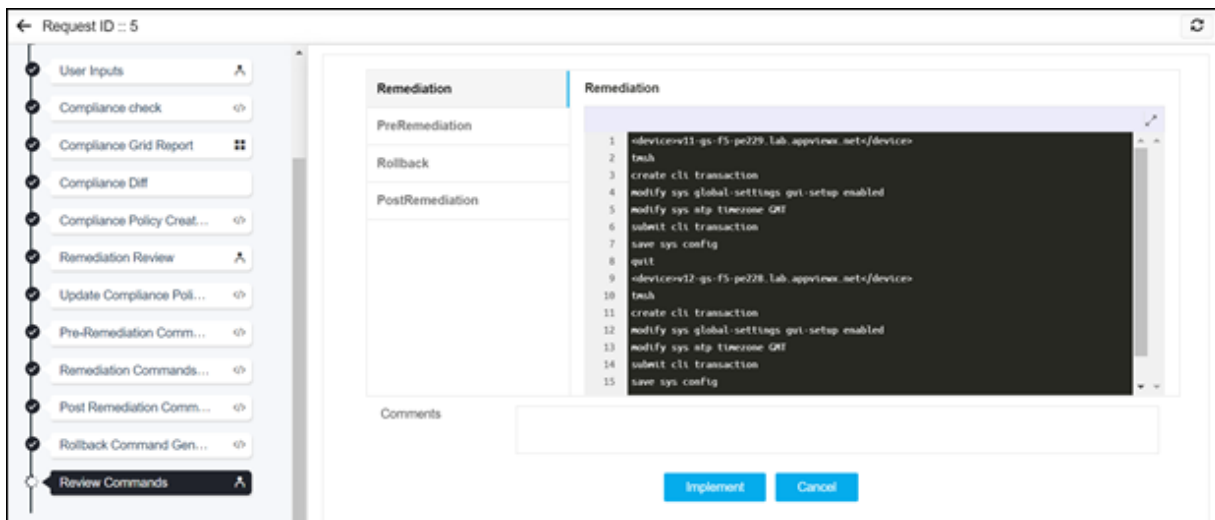 Request ID :: 5
User Inputs
Compliance check
Compliance Grid Report
Compliance Diff
Compliance Policy Creat...
Remediation Review
Update Compliance Poli...
Pre-Remediation Comm...
Remediation Commands...
Post Remediation Comm...
Rollback Command Gen...
Review Commands
Remediation
PreRemediation
Rollback
PostRemediation
Remediation
1 <device>v11-gs-f5-pe229.lab.appviewx.net</device>
2 tmsh
3 create cli transaction
4 modify sys global-settings gui-setup enabled
5 modify sys ntp timezone GMT
6 submit cli transaction
7 save sys config
8 quit
9 <device>v12-gs-f5-pe228.lab.appviewx.net</device>
10 tmsh
11 create cli transaction
12 modify sys global-settings gui-setup enabled
13 modify sys ntp timezone GMT
14 submit cli transaction
15 save sys config
Comments
Implement
Cancel